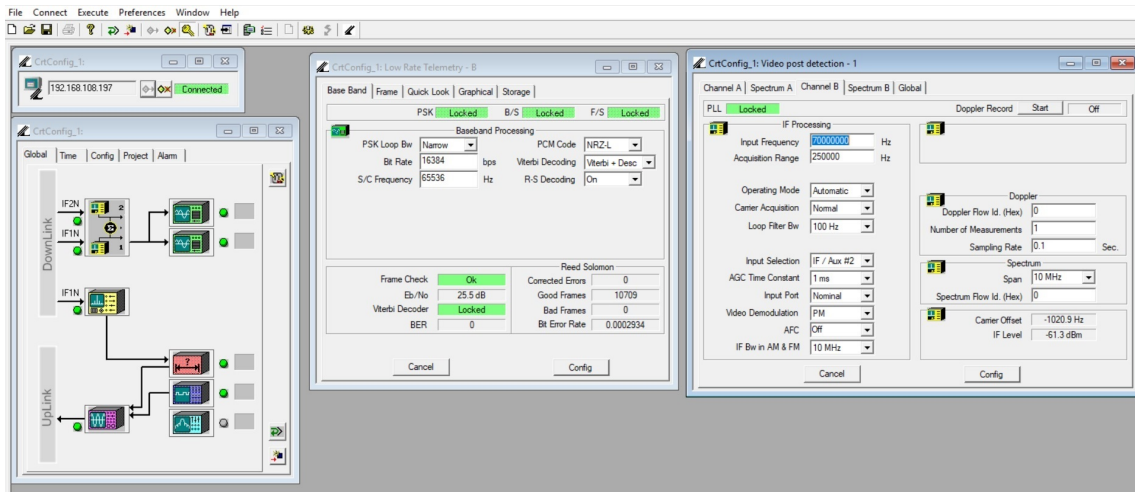 File Connect Execute Preferences Window Help
CrtConfig_1:
192.168.108.197 Connected
CrtConfig_1:
Global Time Config Project Alarm
DownLink
IF2N
IF1N
2
1
IF1N
?
UpLink
CrtConfig_1: Low Rate Telemetry - B
Base Band Frame Quick Look Graphical Storage
PSK Locked B/S Locked F/S Locked
Baseband Processing
PSK Loop Bw Narrow PCM Code NRZ-L
Bit Rate 16384 bps Viterbi Decoding Viterbi + Desc
S/C Frequency 65536 Hz R-S Decoding On
Reed Solomon
Frame Check Ok Corrected Errors 0
Eb/No 25.5 dB Good Frames 10709
Viterbi Decoder Locked Bad Frames 0
BER 0 Bit Error Rate 0.0002934
Cancel Config
CrtConfig_1: Video post detection - 1
Channel A Spectrum A Channel B Spectrum B Global
PLL Locked Doppler Record Start Off
IF Processing
Input Frequency 70000000 Hz
Acquisition Range 250000 Hz
Operating Mode Automatic
Carrier Acquisition Normal
Loop Filter Bw 100 Hz
Input Selection IF / Aux #2
AGC Time Constant 1 ms
Input Port Nominal
Video Demodulation PM
AFC Off
IF Bw in AM & FM 10 MHz
Doppler
Doppler Flow Id. (Hex) 0
Number of Measurements 1
Sampling Rate 0.1 Sec.
Spectrum
Span 10 MHz
Spectrum Flow Id. (Hex) 0
Carrier Offset -1020.9 Hz
IF Level -61.3 dBm
Cancel Config